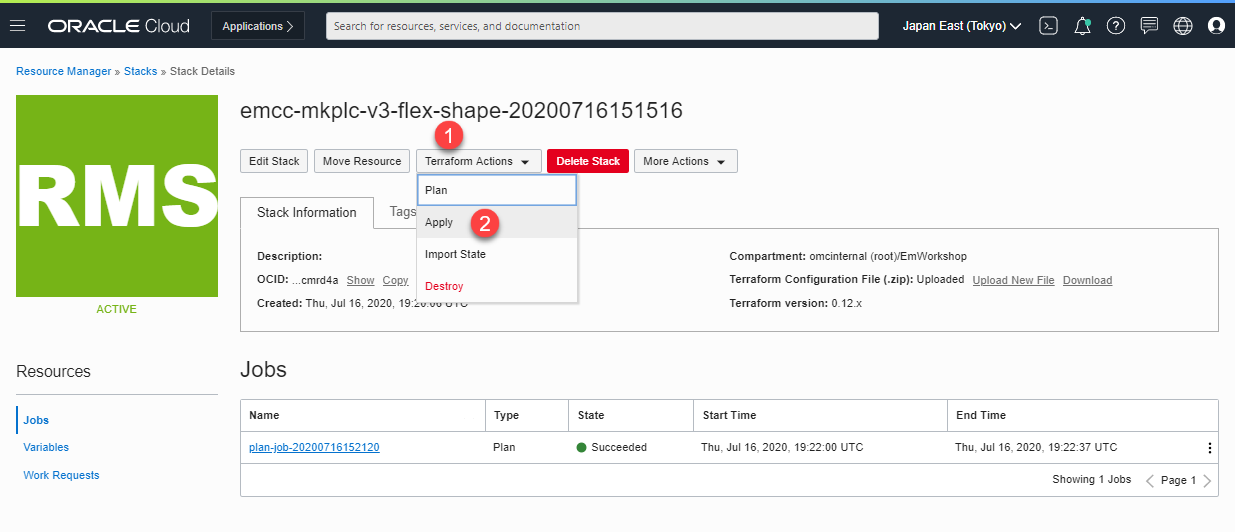 ORACLE Cloud
Applications >
Search for resources, services, and documentation
Japan East (Tokyo)
Resource Manager » Stacks » Stack Details
RMS
ACTIVE
emcc-mkplc-v3-flex-shape-20200716151516
1
Edit Stack Move Resource Terraform Actions Delete Stack More Actions
Plan
Apply 2
Import State
Destroy
Stack Information Tags
Description:
OCID: ...cmrd4a Show Copy
Created: Thu, Jul 16, 2020, 19:20:06 UTC
Compartment: omcinternal (root)/EmWorkshop
Terraform Configuration File (.zip): Uploaded Upload New File Download
Terraform version: 0.12.x
Resources
Jobs
Variables
Work Requests
Jobs
Name Type State Start Time End Time
plan-job-20200716152120 Plan Succeeded Thu, Jul 16, 2020, 19:22:00 UTC Thu, Jul 16, 2020, 19:22:37 UTC
Showing 1 Jobs < Page 1 >